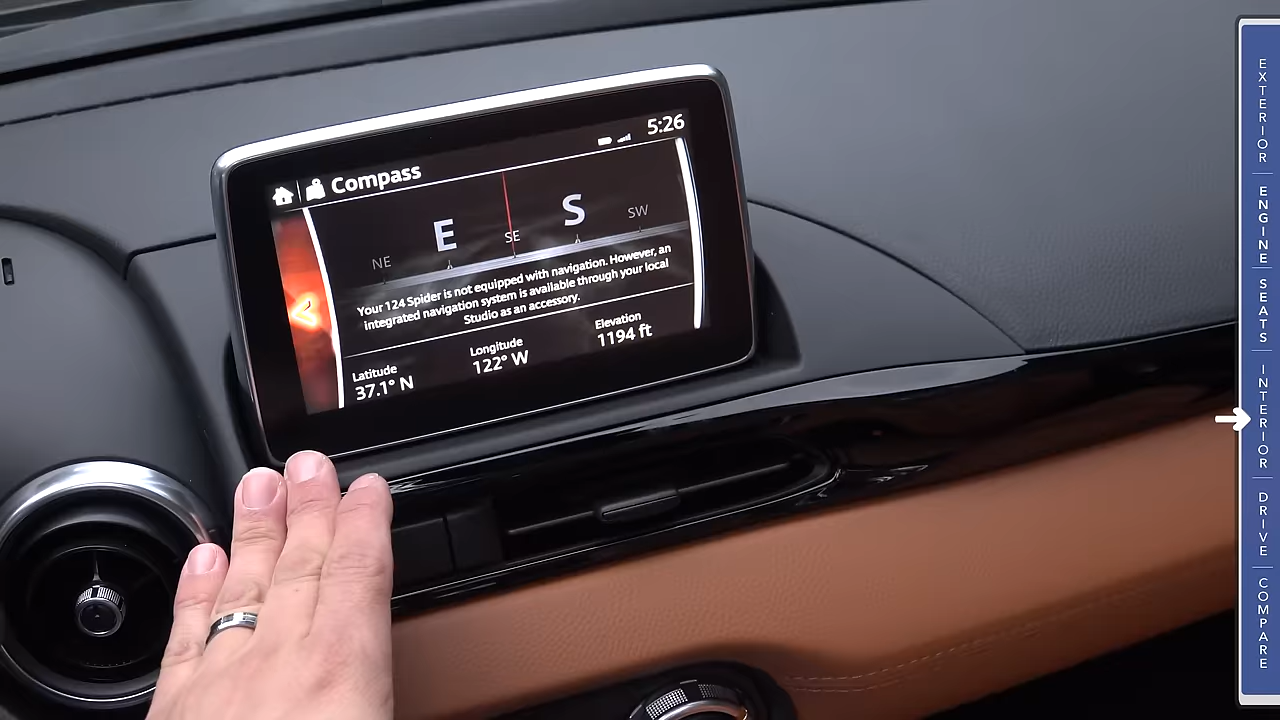 5:26
Compass
NE E SE S SW
Your 124 Spider is not equipped with navigation. However, an
integrated navigation system is available through your local
Studio as an accessory.
Latitude Longitude Elevation
37.1° N 122° W 1194 ft
EXTERIOR
ENGINE
SEATS
INTERIOR
DRIVE
COMPARE